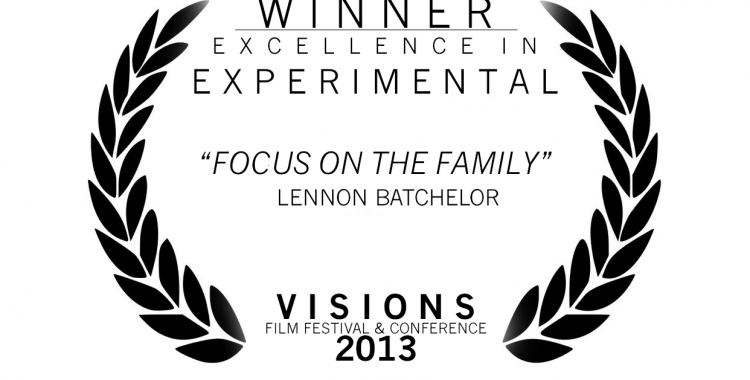 WINNER
EXCELLENCE IN
EXPERIMENTAL
“FOCUS ON THE FAMILY”
LENNON BATCHELOR
VISIONS
FILM FESTIVAL & CONFERENCE
2013